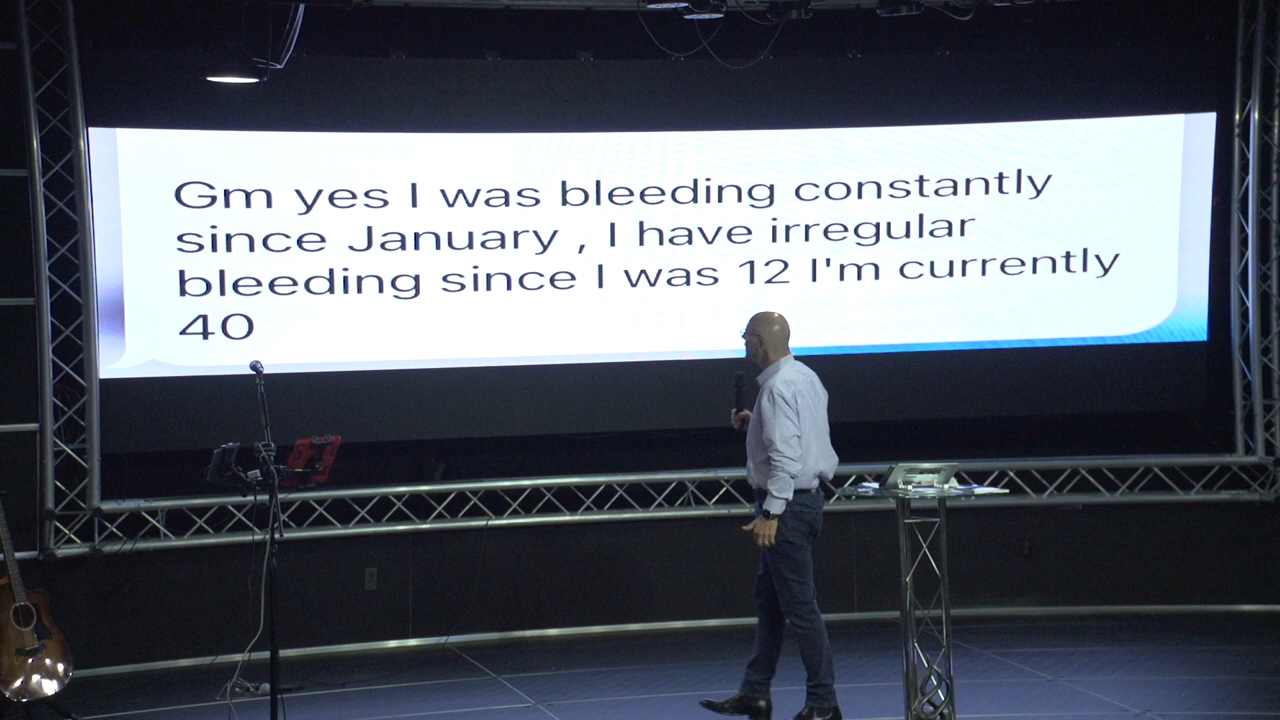 Gm yes I was bleeding constantly
since January , I have irregular
bleeding since I was 12 I'm currently
40